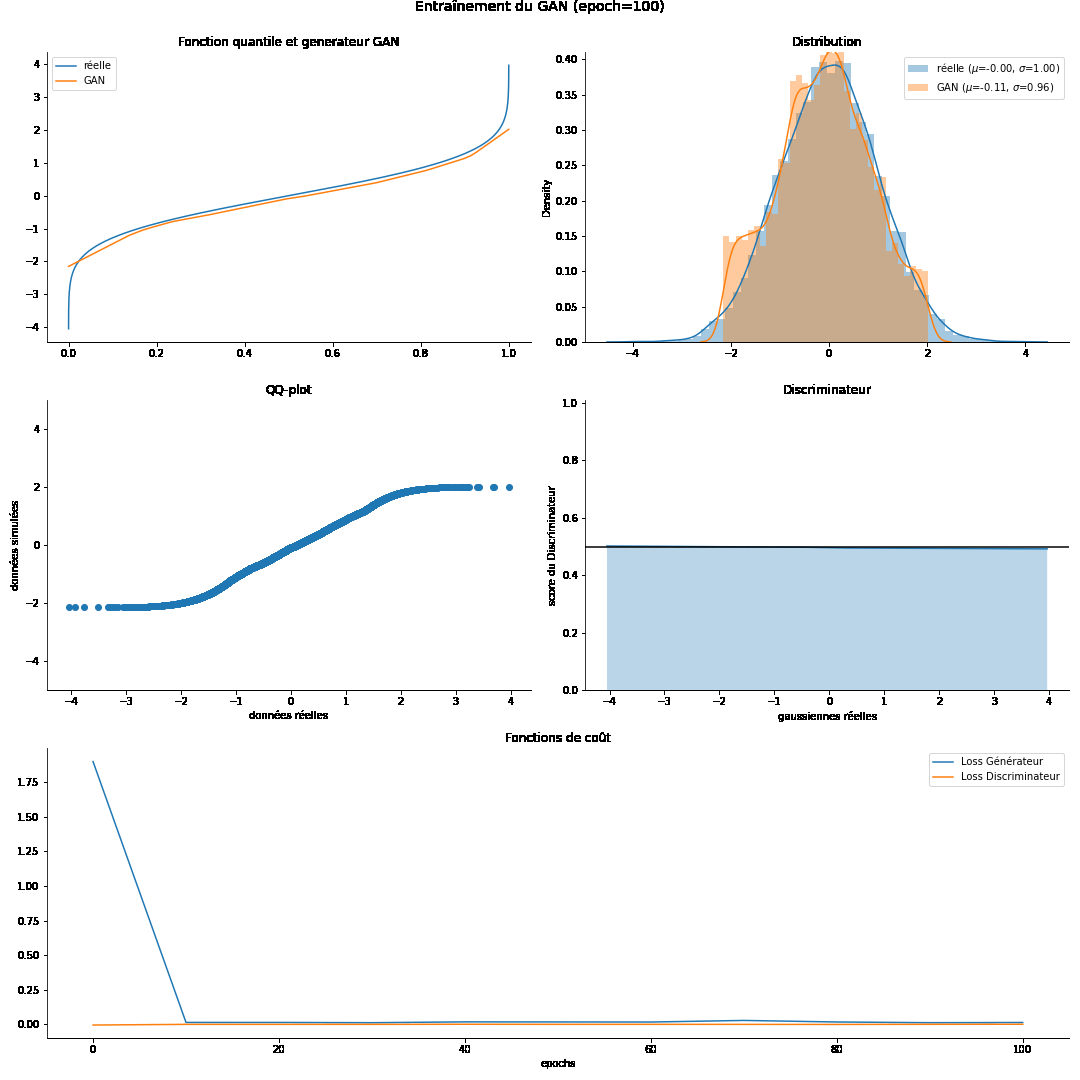 Entraînement du GAN (epoch=100)
Fonction quantile et generateur GAN
réelle
GAN
4
3
2
1
0
−1
−2
−3
−4
0.0 0.2 0.4 0.6 0.8 1.0
Distribution
réelle (μ=-0.00, σ=1.00)
GAN (μ=-0.11, σ=0.96)
Density
0.40
0.35
0.30
0.25
0.20
0.15
0.10
0.05
0.00
−4 −2 0 2 4
QQ-plot
données simulées
4
2
0
−2
−4
−4 −3 −2 −1 0 1 2 3 4
données réelles
Discriminateur
score du Discriminateur
1.0
0.8
0.6
0.4
0.2
0.0
−4 −3 −2 −1 0 1 2 3 4
gaussiennes réelles
Fonctions de coût
Loss Générateur
Loss Discriminateur
1.75
1.50
1.25
1.00
0.75
0.50
0.25
0.00
0 20 40 60 80 100
epochs